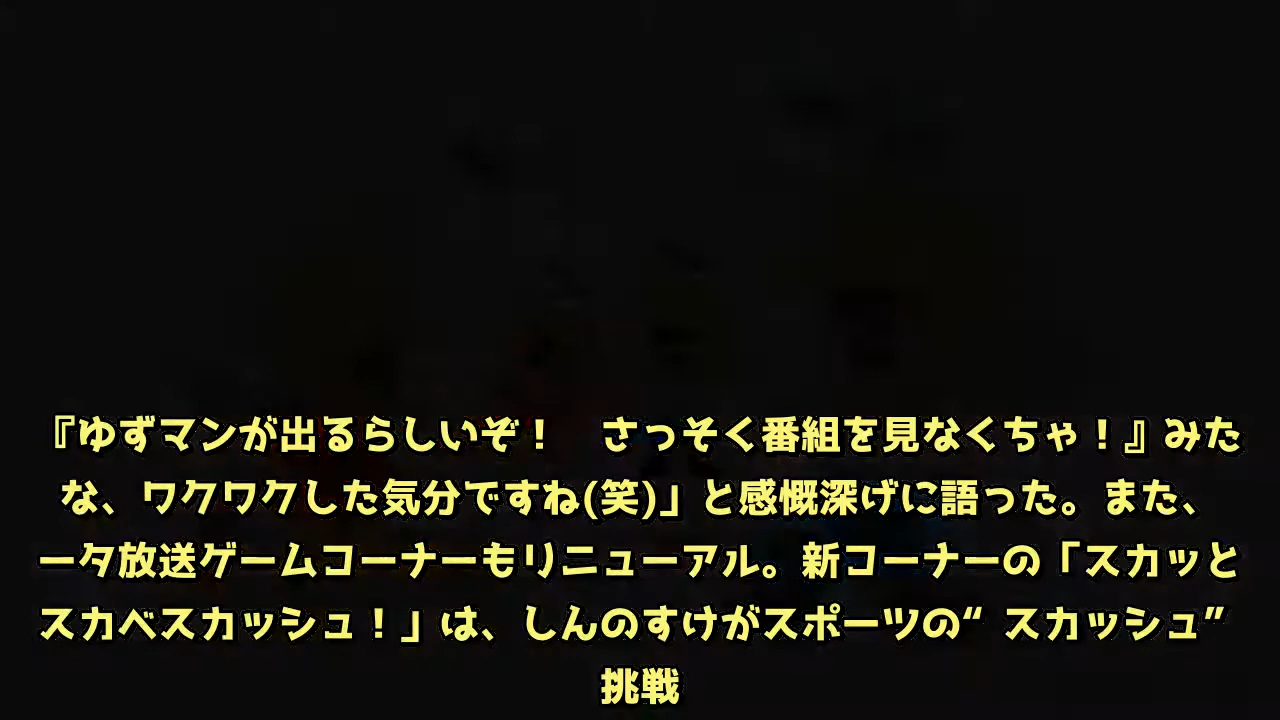 『ゆずマンが出るらしいぞ！　さっそく番組を見なくちゃ！』みた
な、ワクワクした気分ですね(笑)」と感慨深げに語った。また、
ータ放送ゲームコーナーもリニューアル。新コーナーの「スカッと
スカベスカッシュ！」は、しんのすけがスポーツの“ スカッシュ”
挑戦